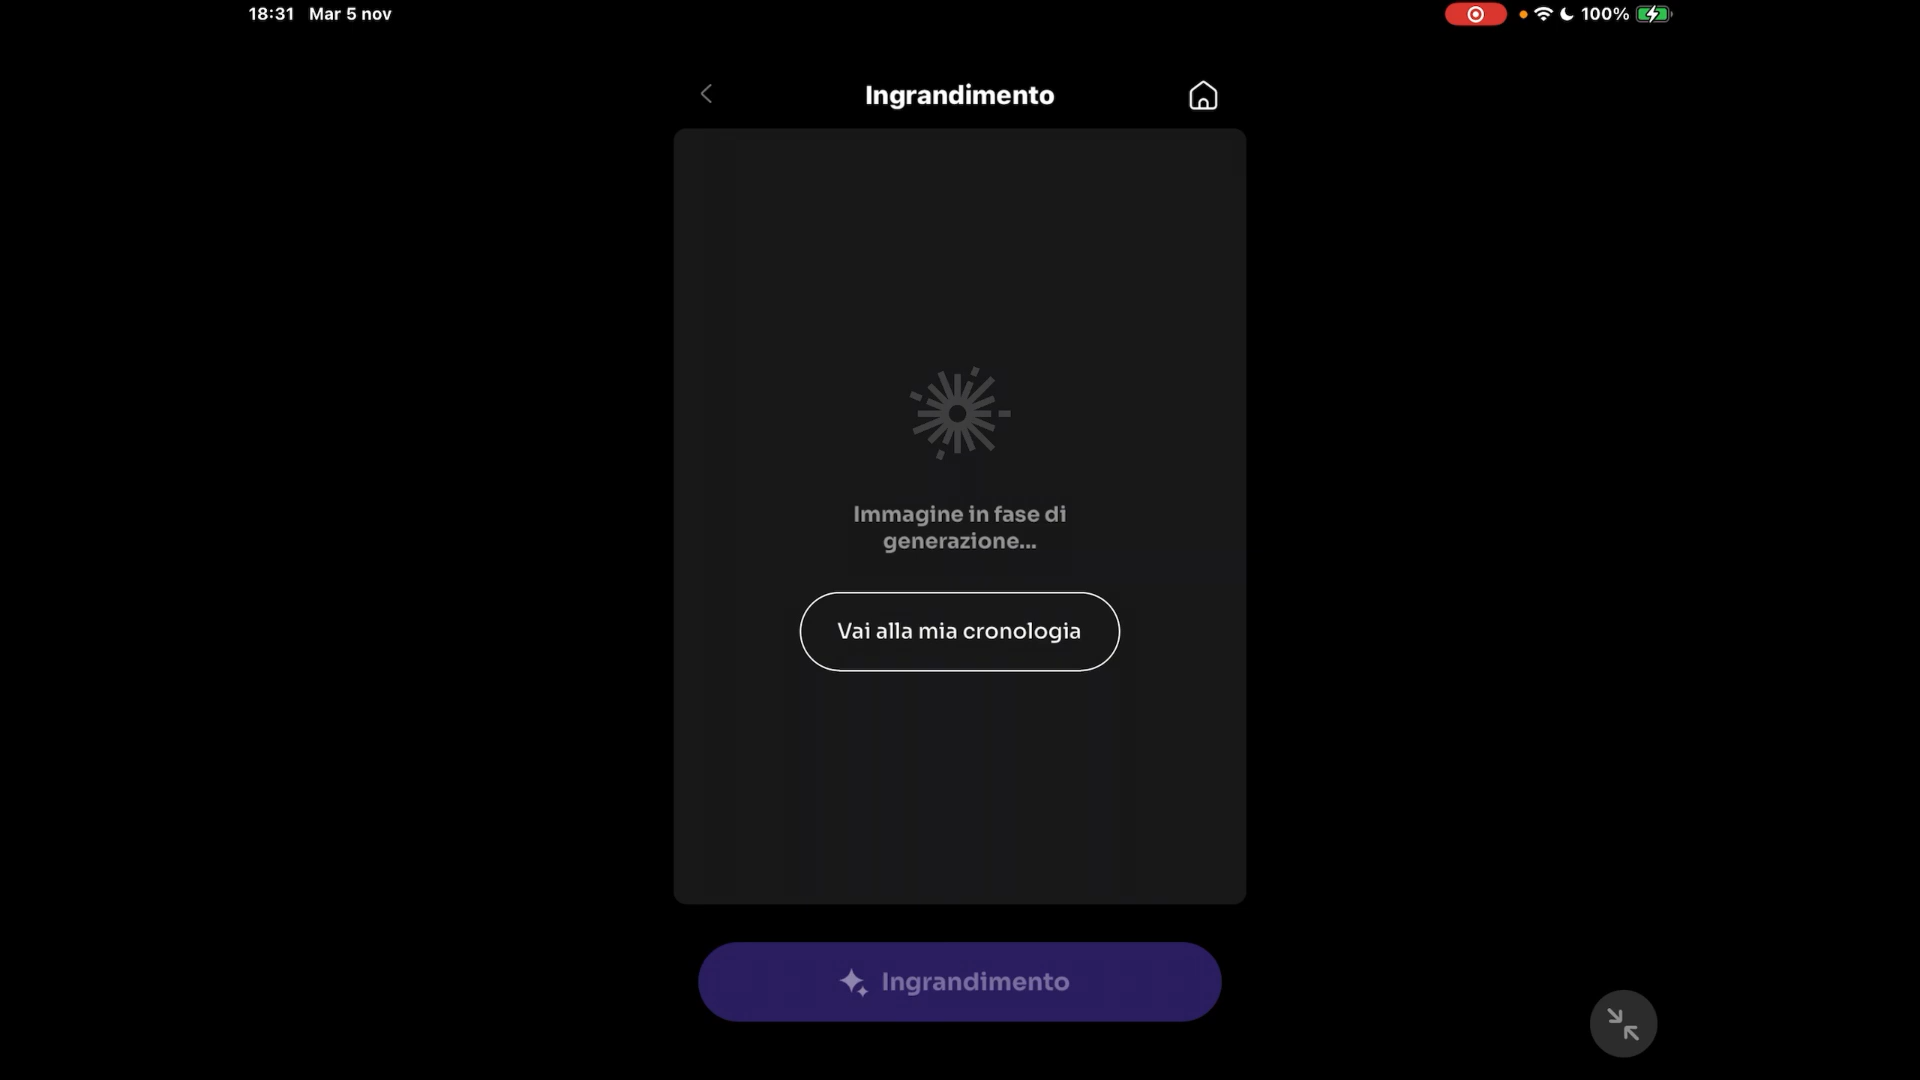 18:31 Mar 5 nov
100%
Ingrandimento
Immagine in fase di
generazione...
Vai alla mia cronologia
Ingrandimento